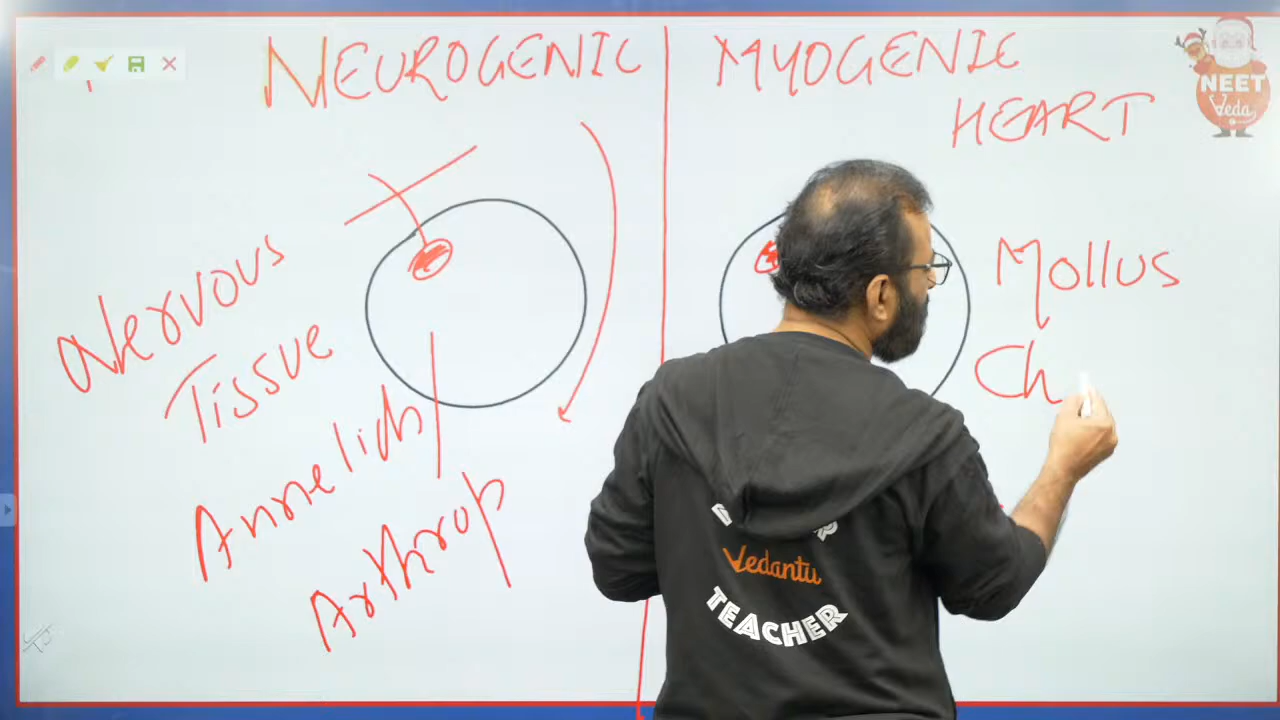 NEUROGENIC
MYOGENIC
HEART
NEET
Veda
Nervous
Tissue
Annelid
Arthrop
Mollus
Ch
Vedantu
TEACHER